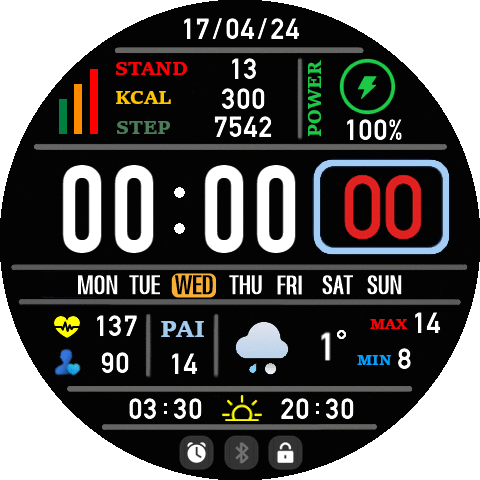 17/04/24
STAND 13
KCAL 300
STEP 7542
POWER
100%
00:00 00
MON TUE WED THU FRI SAT SUN
137 PAI 1° MAX 14
90 14 MIN 8
03:30 20:30